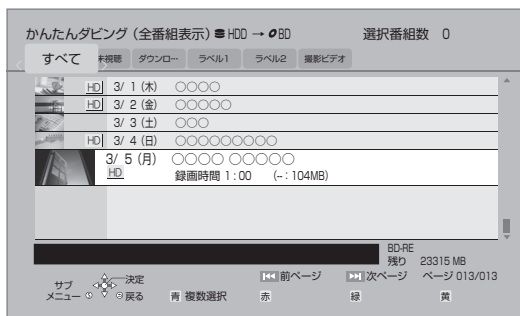 かんたんダビング (全番組表示) HDD → BD 選択番組数 0
すべて 未視聴 ダウンロ… ラベル1 ラベル2 撮影ビデオ
HD 3/ 1 (木) ○○○○
HD 3/ 2 (金) ○○○○○
3/ 3 (土) ○○○
HD 3/ 4 (日) ○○○○○○○○○
3/ 5 (月) ○○○○ ○○○○○
HD 録画時間 1:00 (-:104MB)
BD-RE
残り 23315 MB
前ページ 次ページ ページ 013/013
サブメニュー 決定 戻る
青 複数選択 赤 緑 黄